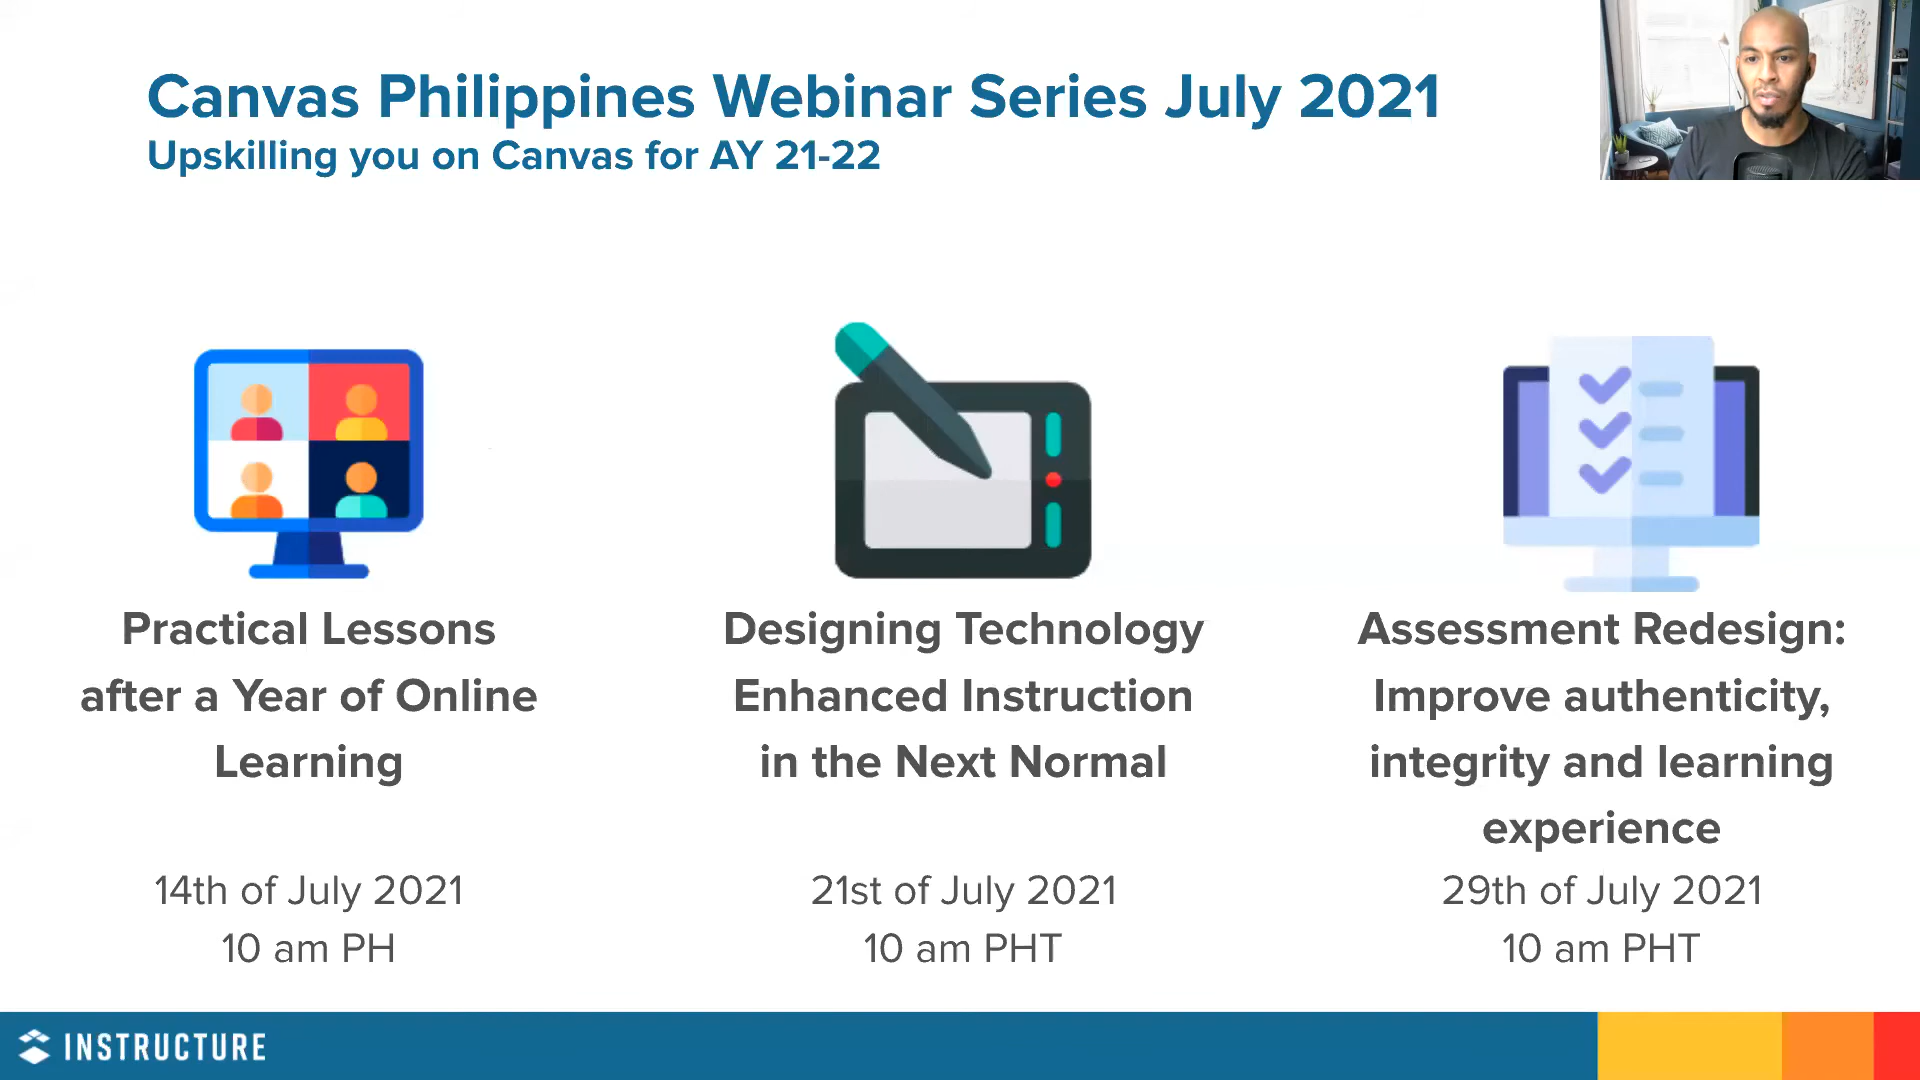 Canvas Philippines Webinar Series July 2021
Upskilling you on Canvas for AY 21-22
Practical Lessons
after a Year of Online
Learning
14th of July 2021
10 am PH
Designing Technology
Enhanced Instruction
in the Next Normal
21st of July 2021
10 am PHT
Assessment Redesign:
Improve authenticity,
integrity and learning
experience
29th of July 2021
10 am PHT
INSTRUCTURE